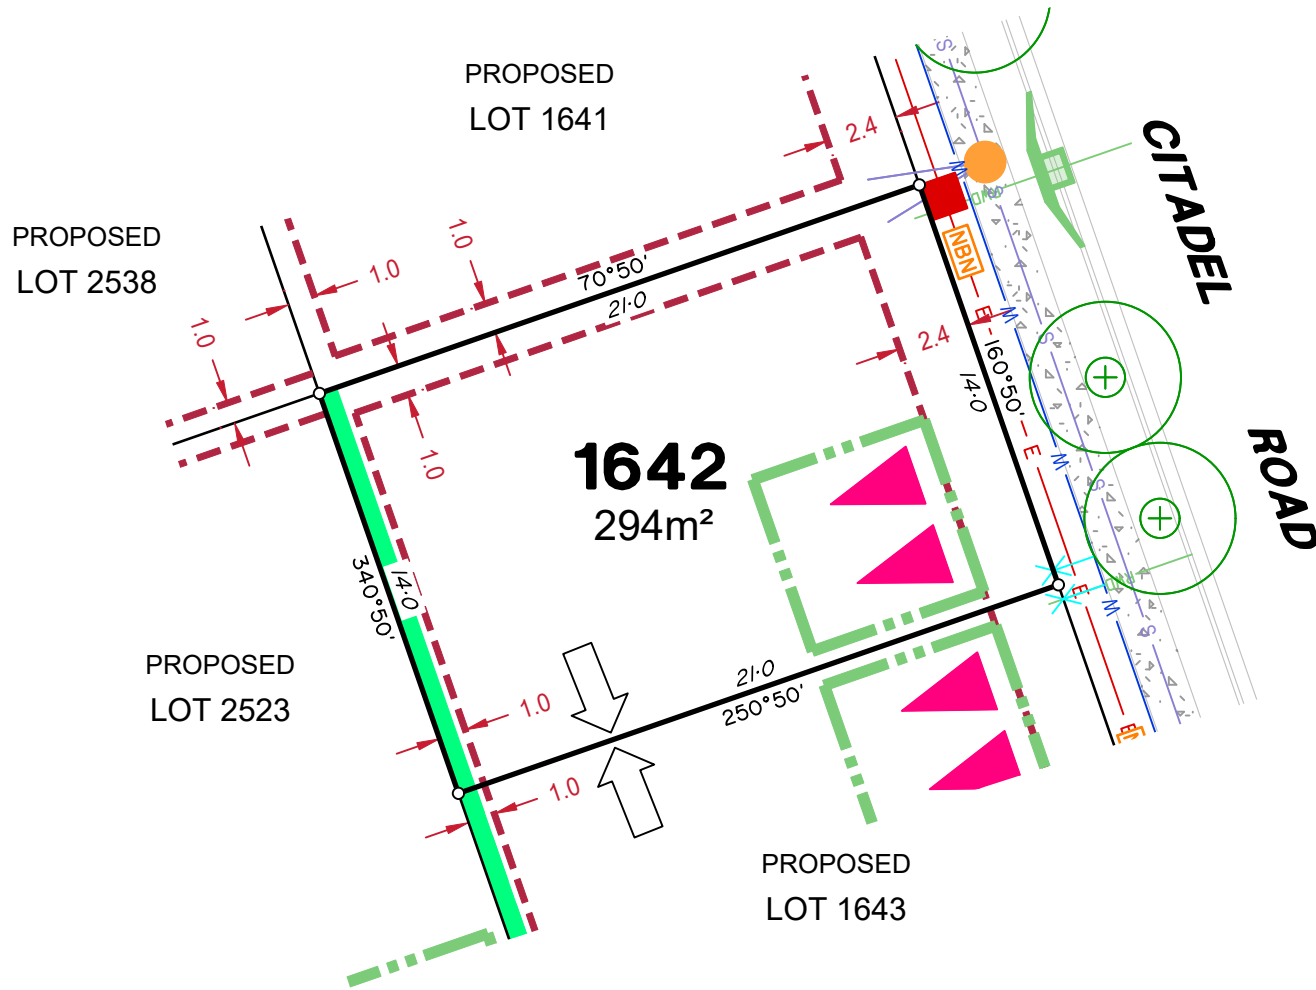 PROPOSED
LOT 1641
2.4
CITADEL
ROAD
PROPOSED
LOT 2538
1.0
1.0
1.0
70°50'
21·0
NBN
E
M
S
M
2.4
160°50'
14·0
E
M
S
1.0
1642
294m²
340°50'
14·0
PROPOSED
LOT 2523
1.0
21·0
250°50'
E
M
S
1.0
PROPOSED
LOT 1643